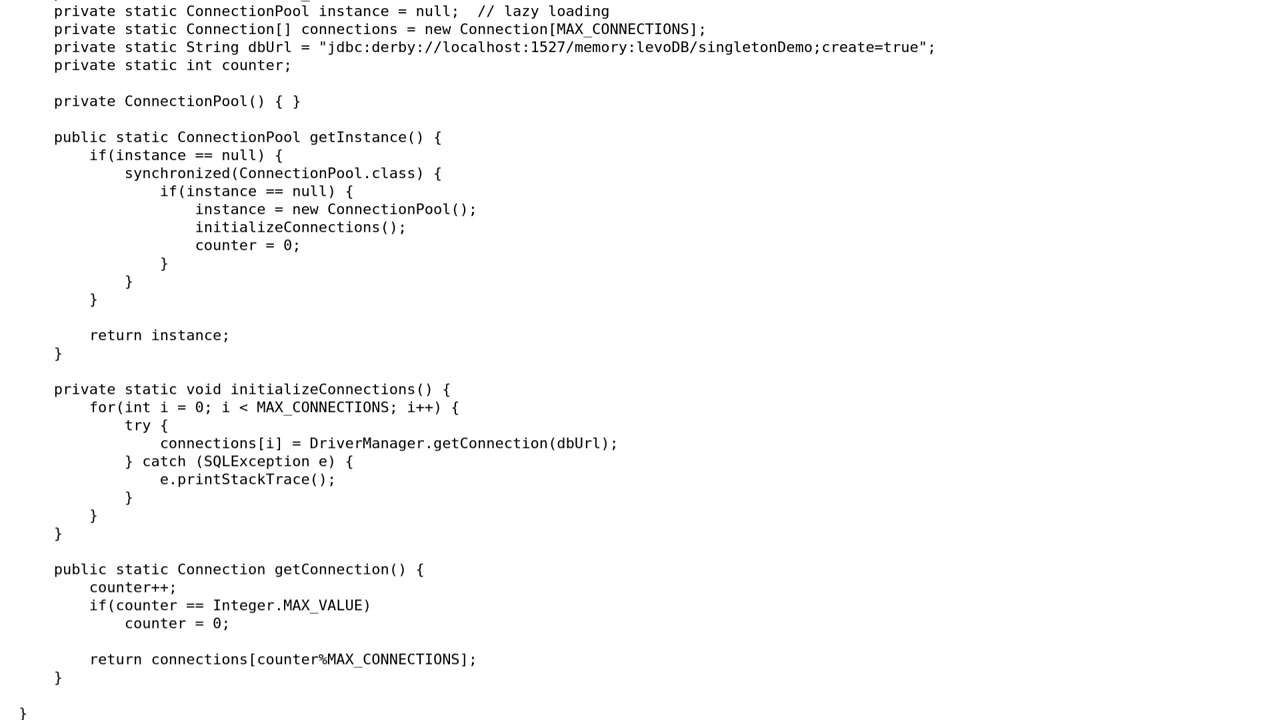 private static ConnectionPool instance = null;  // lazy loading
    private static Connection[] connections = new Connection[MAX_CONNECTIONS];
    private static String dbUrl = "jdbc:derby://localhost:1527/memory:levoDB/singletonDemo;create=true";
    private static int counter;

    private ConnectionPool() { }

    public static ConnectionPool getInstance() {
        if(instance == null) {
            synchronized(ConnectionPool.class) {
                if(instance == null) {
                    instance = new ConnectionPool();
                    initializeConnections();
                    counter = 0;
                }
            }
        }

        return instance;
    }

    private static void initializeConnections() {
        for(int i = 0; i < MAX_CONNECTIONS; i++) {
            try {
                connections[i] = DriverManager.getConnection(dbUrl);
            } catch (SQLException e) {
                e.printStackTrace();
            }
        }
    }

    public static Connection getConnection() {
        counter++;
        if(counter == Integer.MAX_VALUE)
            counter = 0;

        return connections[counter%MAX_CONNECTIONS];
    }

}